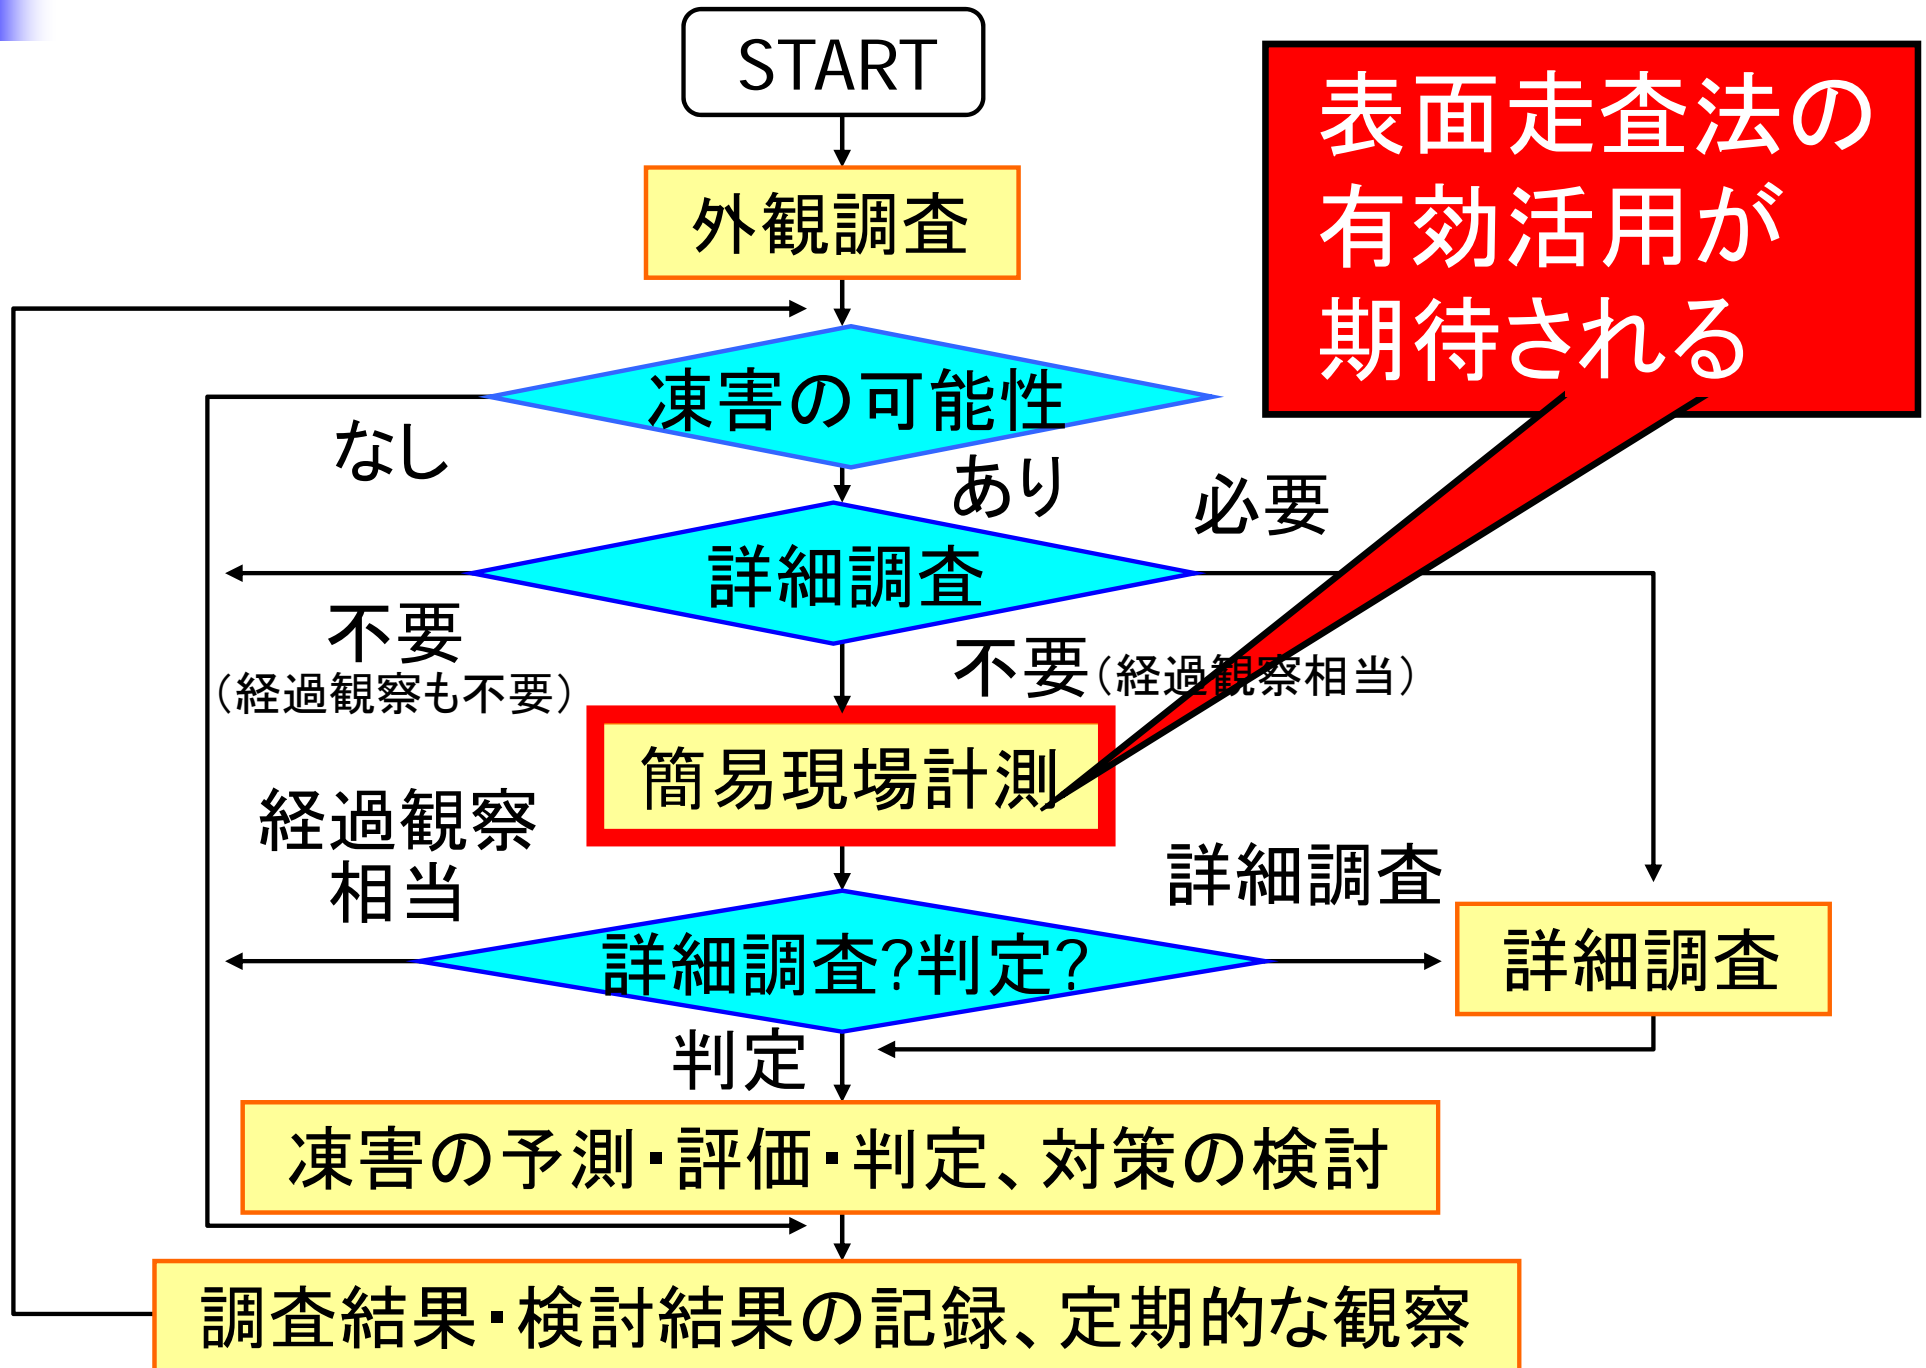 START
表面走査法の
有効活用が
期待される
外観調査
凍害の可能性
なし
あり
必要
詳細調査
不要
(経過観察も不要)
不要(経過観察相当)
簡易現場計測
経過観察
相当
詳細調査
詳細調査?判定?
詳細調査
判定
凍害の予測・評価・判定、対策の検討
調査結果・検討結果の記録、定期的な観察